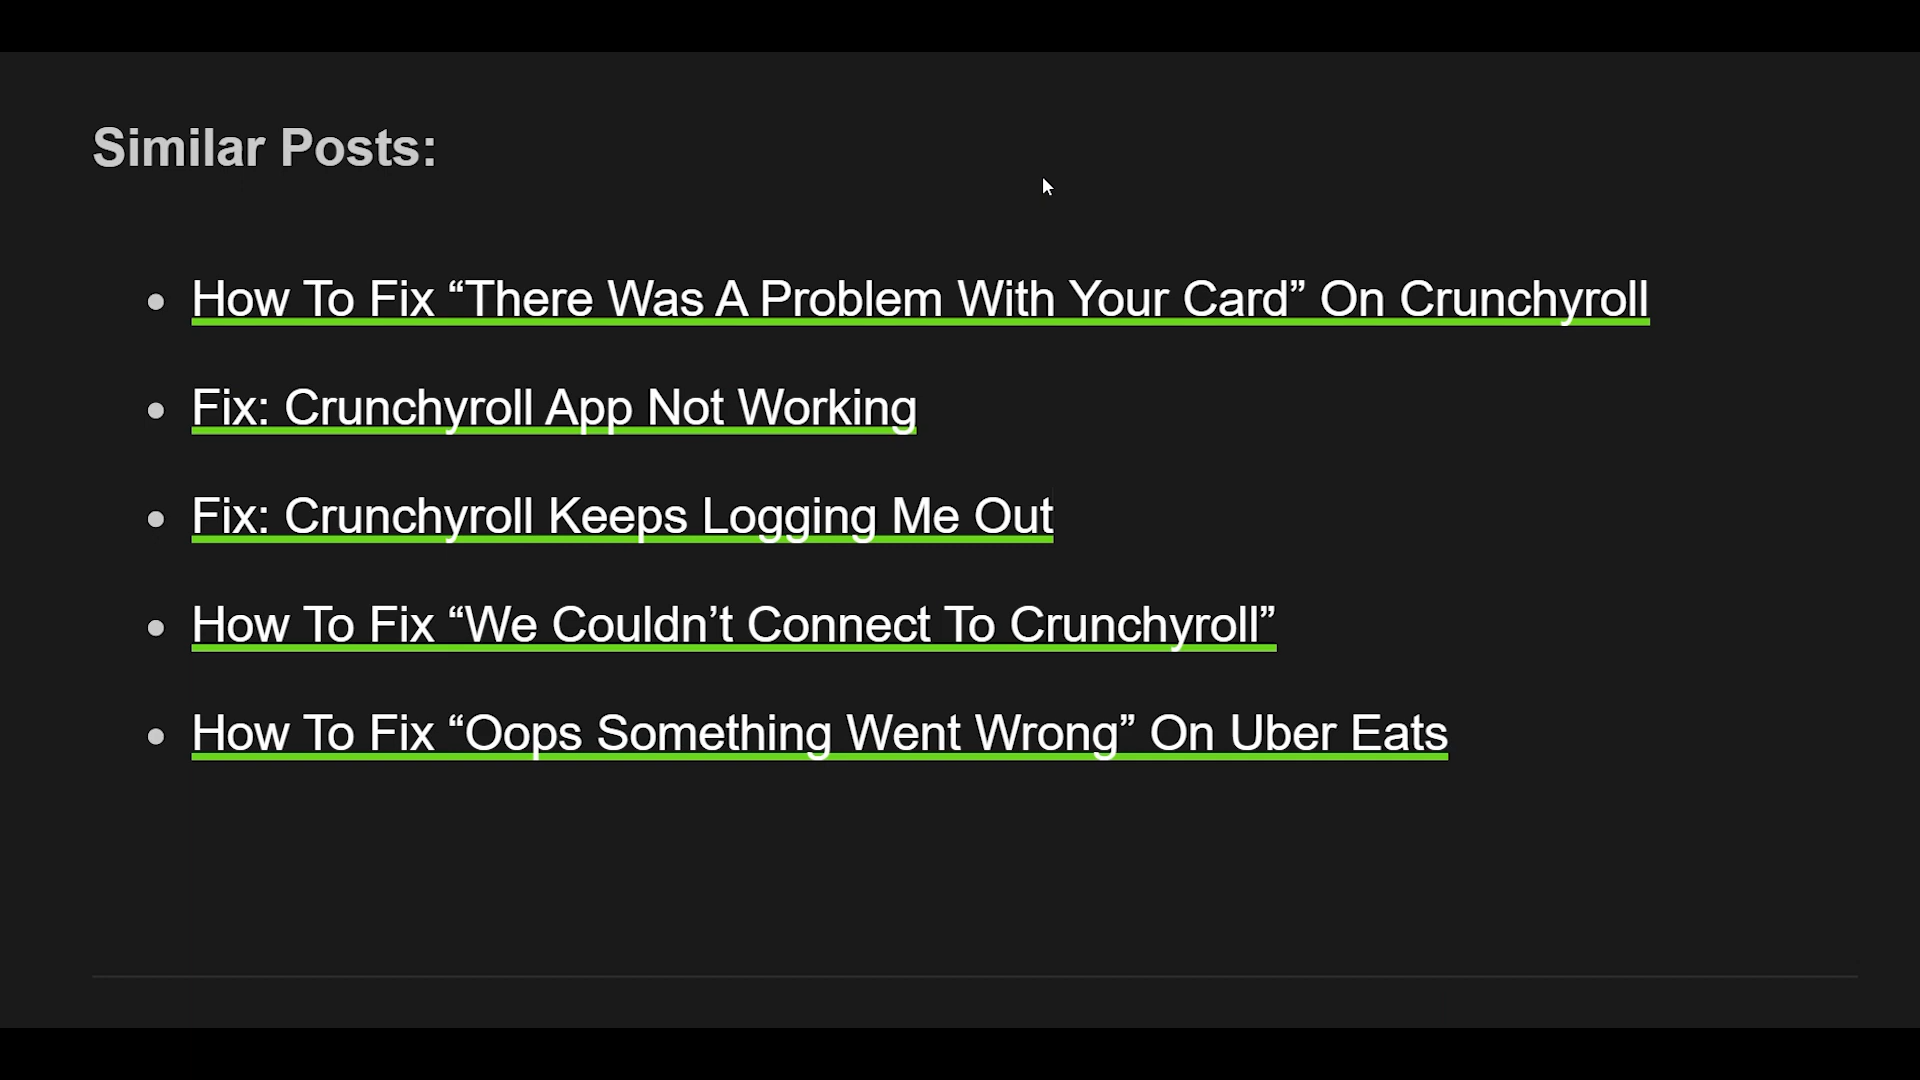 Similar Posts:
How To Fix “There Was A Problem With Your Card” On Crunchyroll
Fix: Crunchyroll App Not Working
Fix: Crunchyroll Keeps Logging Me Out
How To Fix “We Couldn’t Connect To Crunchyroll”
How To Fix “Oops Something Went Wrong” On Uber Eats